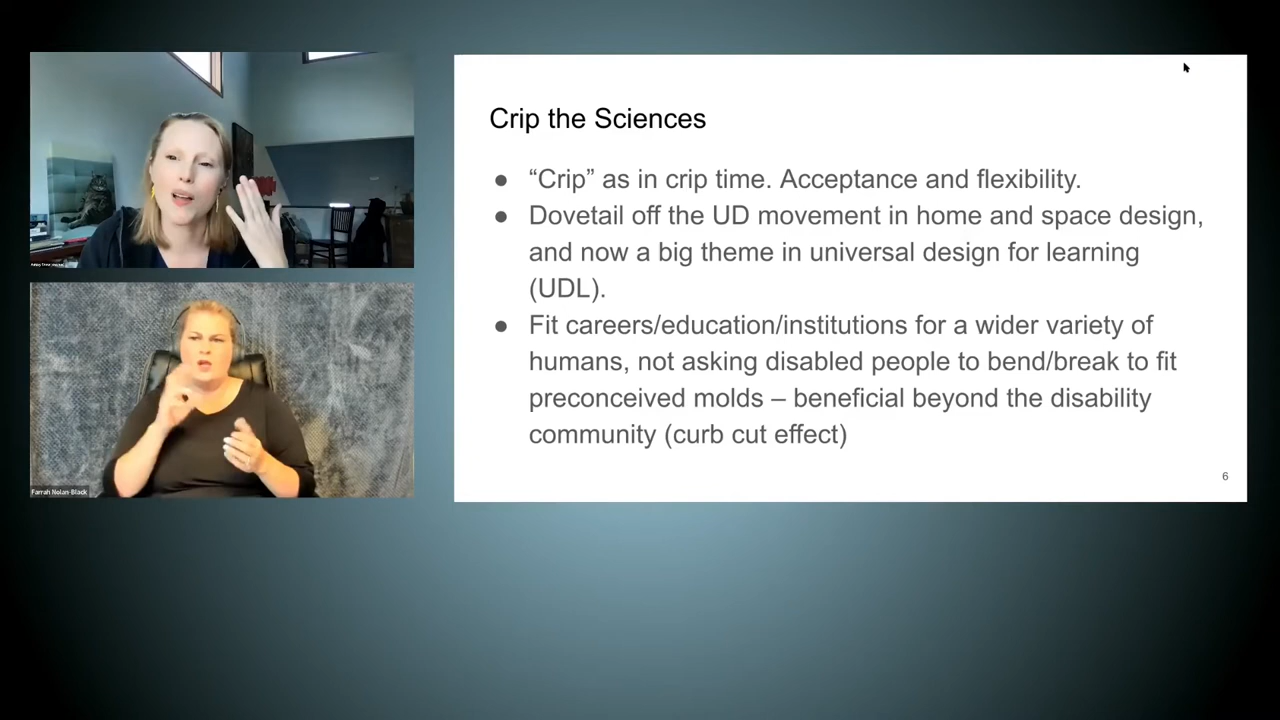 Crip the Sciences
● “Crip” as in crip time. Acceptance and flexibility.
● Dovetail off the UD movement in home and space design,
and now a big theme in universal design for learning
(UDL).
● Fit careers/education/institutions for a wider variety of
humans, not asking disabled people to bend/break to fit
preconceived molds – beneficial beyond the disability
community (curb cut effect)
6
Farrah Nolan-Black